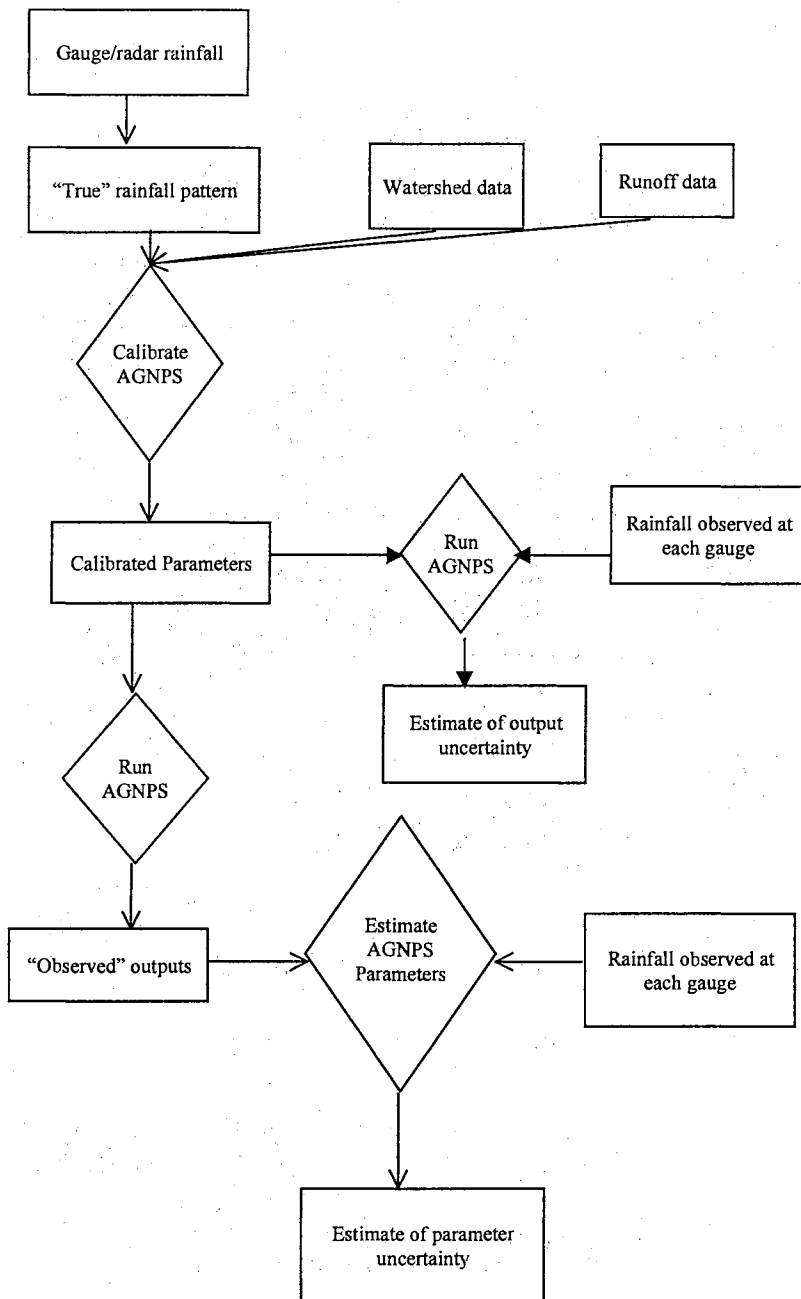 Gauge/radar rainfall
“True” rainfall pattern
Watershed data
Runoff data
Calibrate
AGNPS
Calibrated Parameters
Run
AGNPS
Rainfall observed at
each gauge
Estimate of output
uncertainty
Run
AGNPS
“Observed” outputs
Estimate
AGNPS
Parameters
Rainfall observed at
each gauge
Estimate of parameter
uncertainty